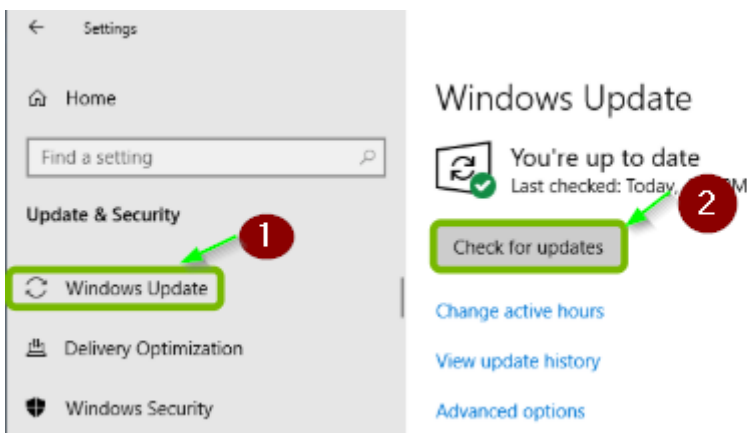 Settings
Home
Find a setting
Update & Security
1
Windows Update
Delivery Optimization
Windows Security
Windows Update
You're up to date
Last checked: Today,
2
Check for updates
Change active hours
View update history
Advanced options